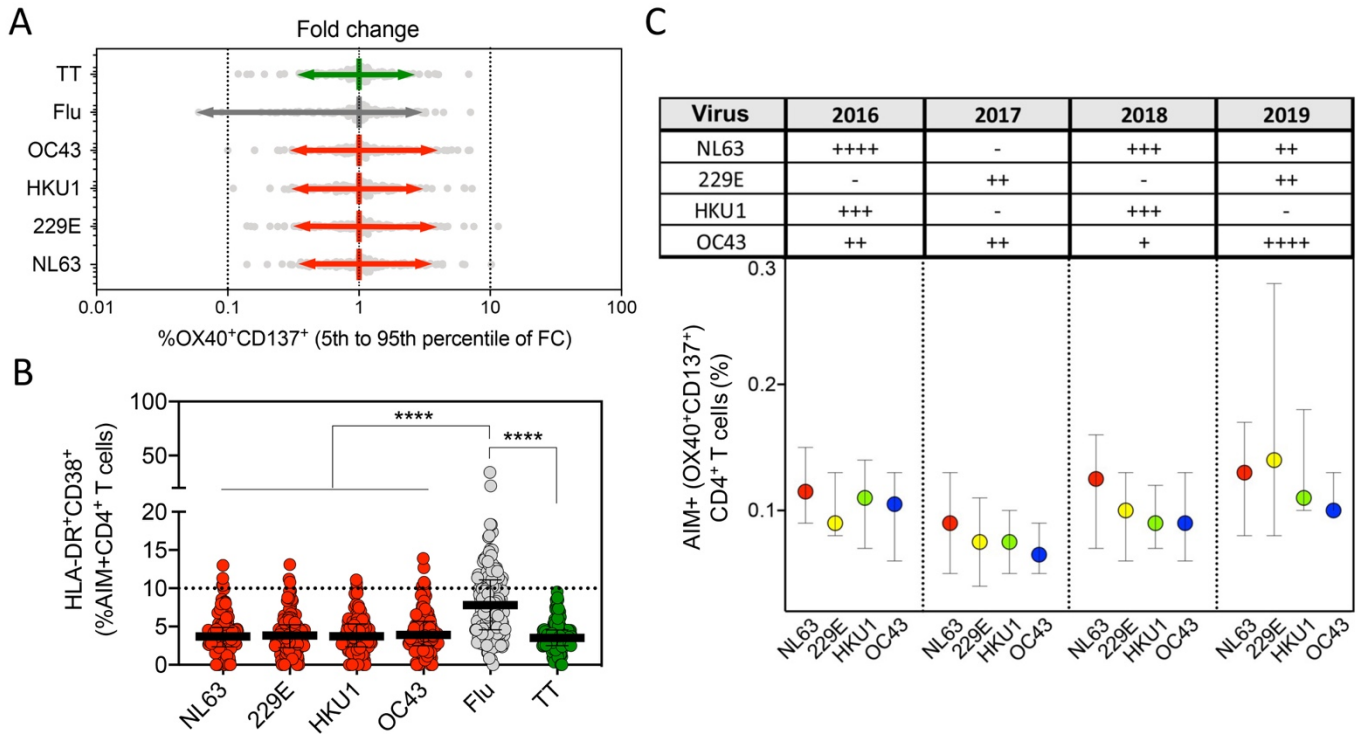 A
Fold change
TT
Flu
OC43
HKU1
229E
NL63
0.01 0.1 1 10 100
%OX40⁺CD137⁺ (5th to 95th percentile of FC)
B
HLA-DR⁺CD38⁺
(%AIM+CD4⁺ T cells)
100
50
20
15
10
5
0
****
****
NL63 229E HKU1 OC43 Flu TT
C
Virus 2016 2017 2018 2019
NL63 ++++ - +++ ++
229E - ++ - ++
HKU1 +++ - +++ -
OC43 ++ ++ + ++++
AIM+ (OX40⁺CD137⁺)
CD4⁺ T cells (%)
0.3
0.2
0.1
NL63 229E HKU1 OC43 NL63 229E HKU1 OC43 NL63 229E HKU1 OC43 NL63 229E HKU1 OC43